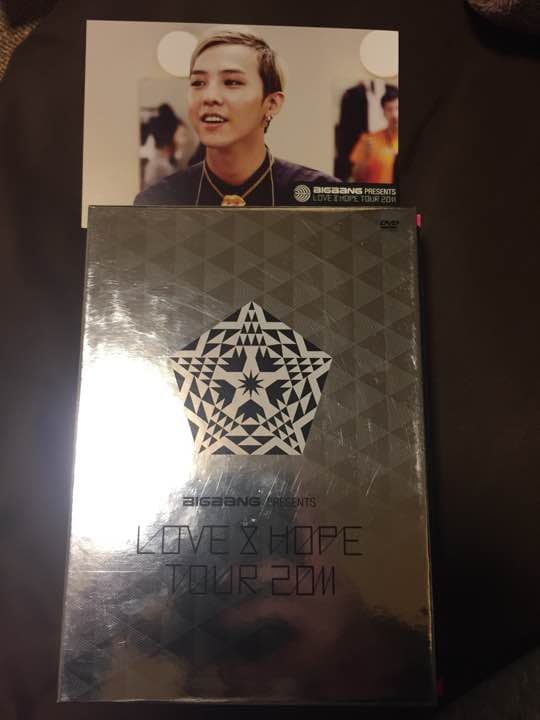 BIGBANG PRESENTS
LOVE & HOPE TOUR 2011
DVD
BIGBANG PRESENTS
LOVE & HOPE
TOUR 2011